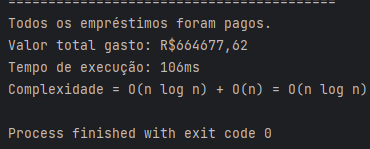 -----------------------------------------
Todos os empréstimos foram pagos.
Valor total gasto: R$664677,62
Tempo de execução: 106ms
Complexidade = O(n log n) + O(n) = O(n log n)
Process finished with exit code 0